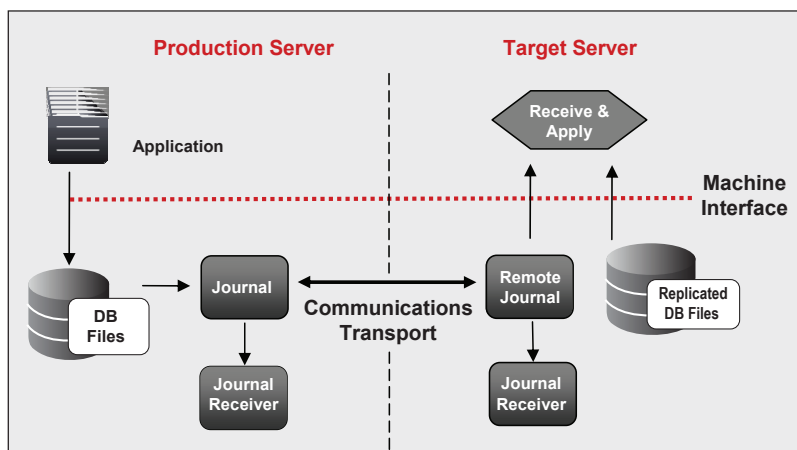 Production Server
Target Server
Application
Receive &
Apply
Machine
Interface
DB
Files
Journal
Communications
Transport
Remote
Journal
Replicated
DB Files
Journal
Receiver
Journal
Receiver